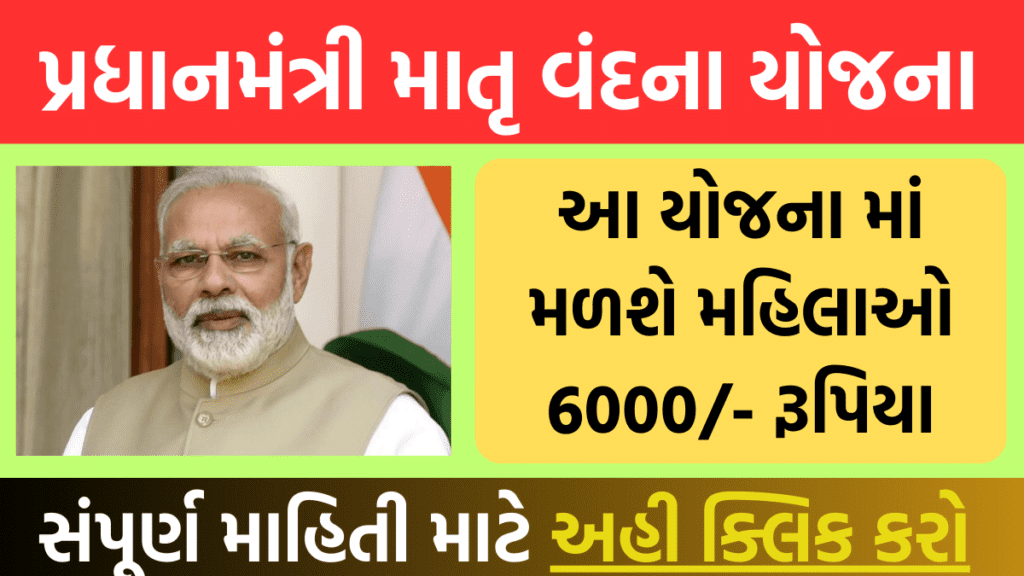 પ્રધાનમંત્રી માતૃ વંદના યોજના
આ યોજના માં
મળશે મહિલાઓ
6000/- રૂપિયા
સંપૂર્ણ માહિતી માટે અહી ક્લિક કરો